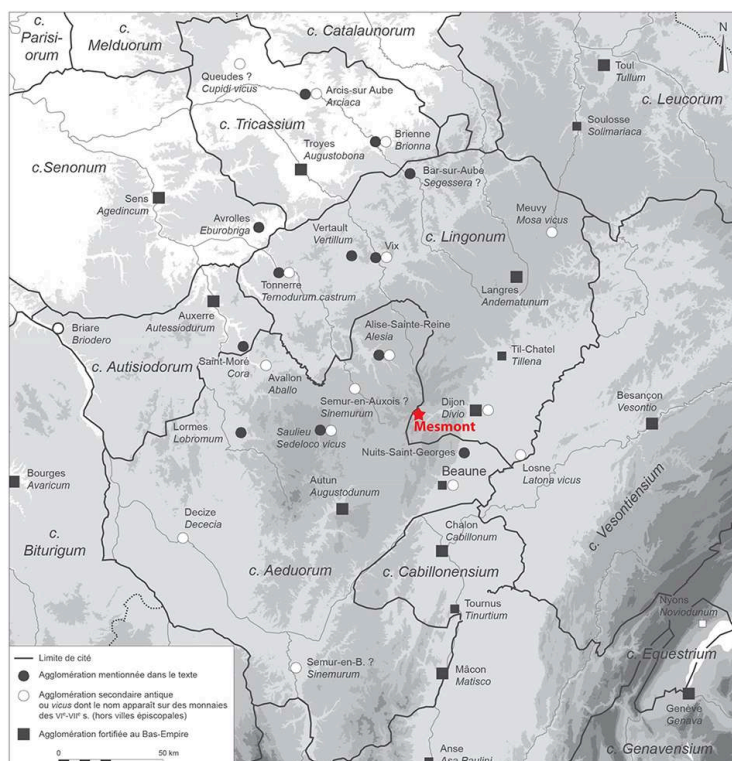 c.
Parisi-
orum
c.
Melduorum
c. Catalaunorum
N
Queudes ?
Cupidi vicus
Arcis-sur Aube
Arciaca
Toul
Tullum
c. Leucorum
c. Tricassium
Brienne
Brionna
Soulosse
Solimariaca
Troyes
Augustobona
c.Senonum
Bar-sur-Aube
Segessera ?
Sens
Agedincum
Meuvy
Mosa vicus
Avrolles
Eburobriga
Vertault
Vertillum
Vix
c. Lingonum
Tonnerre
Ternodurum castrum
Langres
Andematunum
Auxerre
Autessiodurum
Briare
Briodero
Alise-Sainte-Reine
Alesia
Til-Chatel
Tillena
Saint-Moré
Cora
Avallon
Aballo
c. Autisiodorum
Semur-en-Auxois ?
Sinemurum
Dijon
Divio
Besançon
Vesontio
Mesmont
Lormes
Lobromum
Saulieu
Sedeloco vicus
Nuits-Saint-Georges
Losne
Latona vicus
Beaune
Bourges
Avaricum
Autun
Augustodunum
c. Vesontiensium
Decize
Dececia
Chalon
Cabillonum
c.
Biturigum
c. Aeduorum
c. Cabillonensium
Tournus
Tinurtium
Nyons
Noviodunum
c. Equestrium
Semur-en-B. ?
Sinemurum
Mâcon
Matisco
Genève
Genava
Anse
Asa Paulini
c. Genavensium
Limite de cité
Agglomération mentionnée dans le texte
Agglomération secondaire antique
ou vicus dont le nom apparaît sur des monnaies
des VIe-VIIe s. (hors villes épiscopales)
Agglomération fortifiée au Bas-Empire
0 50 km